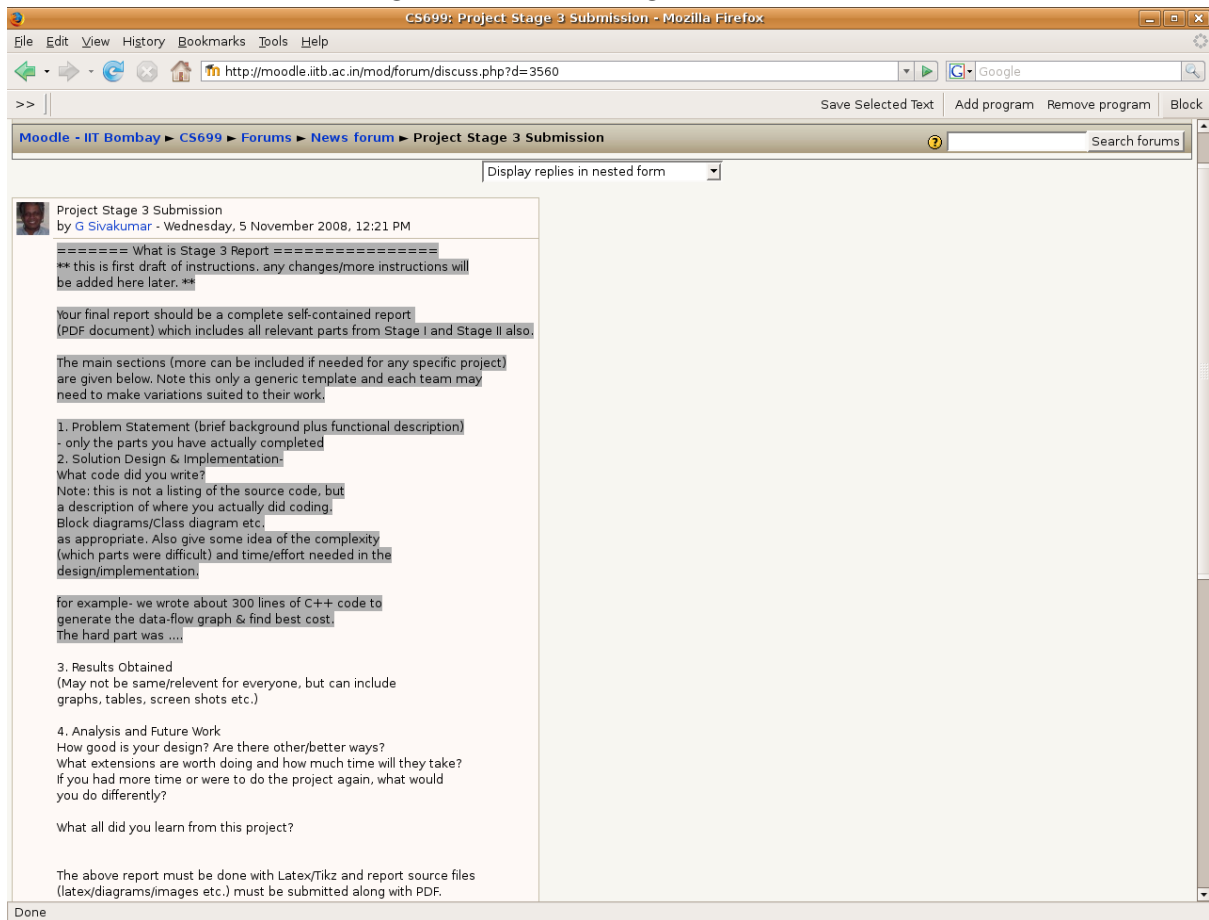 CS699: Project Stage 3 Submission - Mozilla Firefox
File Edit View History Bookmarks Tools Help
http://moodle.iitb.ac.in/mod/forum/discuss.php?d=3560
G Google
>> Save Selected Text Add program Remove program Block
Moodle - IIT Bombay ► CS699 ► Forums ► News forum ► Project Stage 3 Submission
? Search forums
Display replies in nested form
Project Stage 3 Submission
by G Sivakumar - Wednesday, 5 November 2008, 12:21 PM
======= What is Stage 3 Report ================
** this is first draft of instructions. any changes/more instructions will
be added here later. **
Your final report should be a complete self-contained report
(PDF document) which includes all relevant parts from Stage I and Stage II also.
The main sections (more can be included if needed for any specific project)
are given below. Note this only a generic template and each team may
need to make variations suited to their work.
1. Problem Statement (brief background plus functional description)
- only the parts you have actually completed
2. Solution Design & Implementation-
What code did you write?
Note: this is not a listing of the source code, but
a description of where you actually did coding.
Block diagrams/Class diagram etc.
as appropriate. Also give some idea of the complexity
(which parts were difficult) and time/effort needed in the
design/implementation.
for example- we wrote about 300 lines of C++ code to
generate the data-flow graph & find best cost.
The hard part was ....
3. Results Obtained
(May not be same/relevent for everyone, but can include
graphs, tables, screen shots etc.)
4. Analysis and Future Work
How good is your design? Are there other/better ways?
What extensions are worth doing and how much time will they take?
If you had more time or were to do the project again, what would
you do differently?
What all did you learn from this project?
The above report must be done with Latex/Tikz and report source files
(latex/diagrams/images etc.) must be submitted along with PDF.
Done